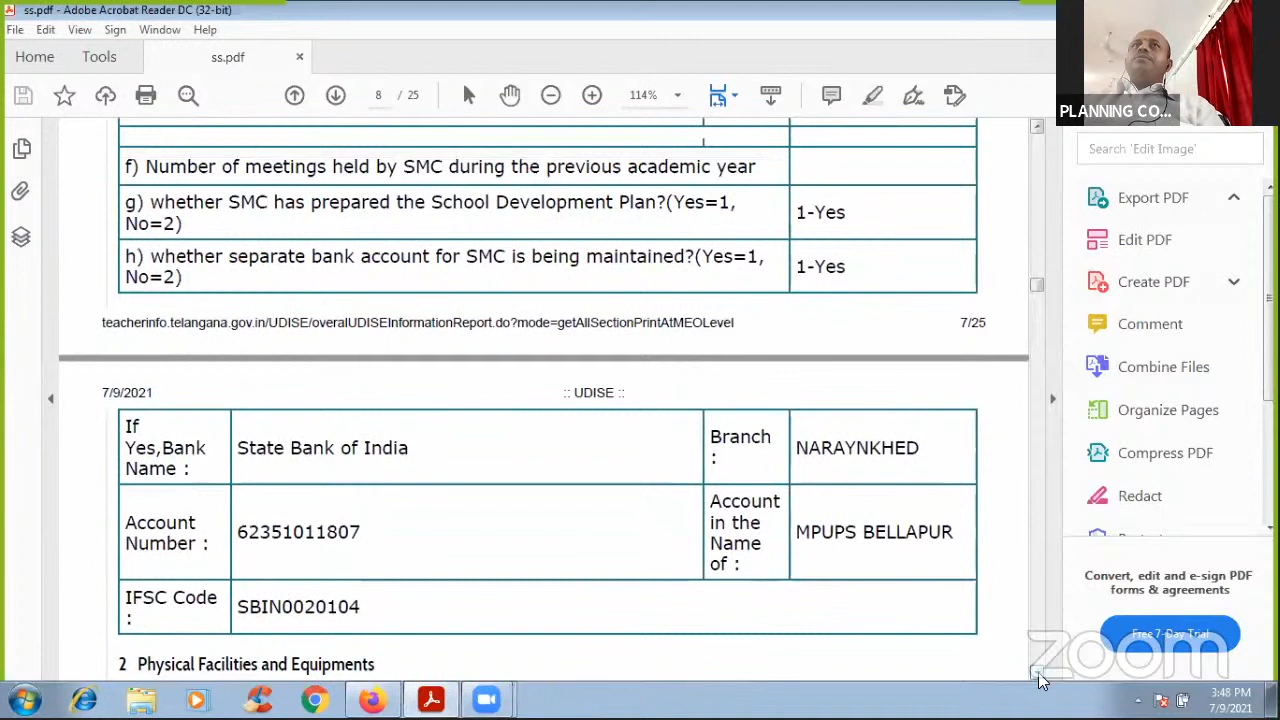 ss.pdf - Adobe Acrobat Reader DC (32-bit)
File Edit View Sign Window Help
Home Tools ss.pdf ×
8 / 25 114%
PLANNING CO...
Search 'Edit Image'
f) Number of meetings held by SMC during the previous academic year
g) whether SMC has prepared the School Development Plan?(Yes=1,
No=2)
1-Yes
h) whether separate bank account for SMC is being maintained?(Yes=1,
No=2)
1-Yes
teacherinfo.telangana.gov.in/UDISE/overalUDISEInformationReport.do?mode=getAllSectionPrintAtMEOLevel 7/25
7/9/2021 :: UDISE ::
If
Yes,Bank
Name :
State Bank of India
Branch
:
NARAYNKHED
Account
Number :
62351011807
Account
in the
Name
of :
MPUPS BELLAPUR
IFSC Code
:
SBIN0020104
2 Physical Facilities and Equipments
Export PDF
Edit PDF
Create PDF
Comment
Combine Files
Organize Pages
Compress PDF
Redact
Convert, edit and e-sign PDF
forms & agreements
Free 7-Day Trial
zoom
3:48 PM
7/9/2021